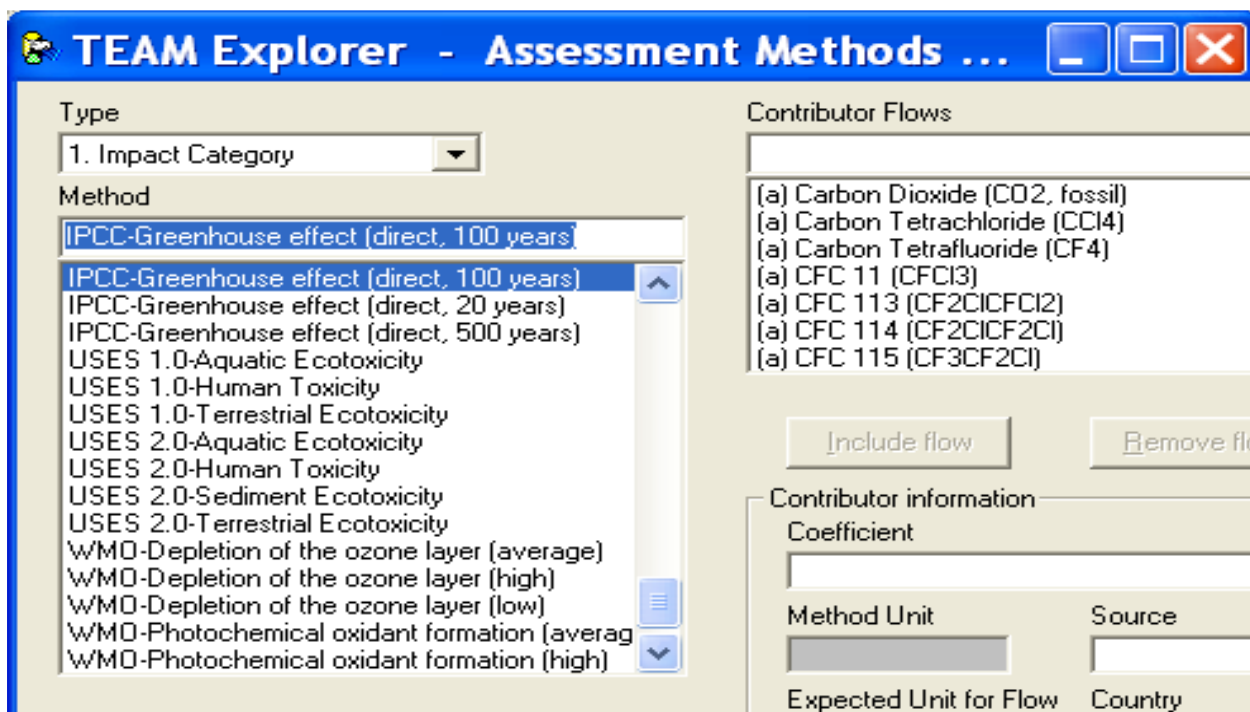 TEAM Explorer - Assessment Methods ...
Type
1. Impact Category
Method
IPCC-Greenhouse effect (direct, 100 years)
IPCC-Greenhouse effect (direct, 100 years)
IPCC-Greenhouse effect (direct, 20 years)
IPCC-Greenhouse effect (direct, 500 years)
USES 1.0-Aquatic Ecotoxicity
USES 1.0-Human Toxicity
USES 1.0-Terrestrial Ecotoxicity
USES 2.0-Aquatic Ecotoxicity
USES 2.0-Human Toxicity
USES 2.0-Sediment Ecotoxicity
USES 2.0-Terrestrial Ecotoxicity
WMO-Depletion of the ozone layer (average)
WMO-Depletion of the ozone layer (high)
WMO-Depletion of the ozone layer (low)
WMO-Photochemical oxidant formation (averag
WMO-Photochemical oxidant formation (high)
Contributor Flows
(a) Carbon Dioxide (CO2, fossil)
(a) Carbon Tetrachloride (CCl4)
(a) Carbon Tetrafluoride (CF4)
(a) CFC 11 (CFCl3)
(a) CFC 113 (CF2ClCFCl2)
(a) CFC 114 (CF2ClCF2Cl)
(a) CFC 115 (CF3CF2Cl)
Include flow
Remove flo
Contributor information
Coefficient
Method Unit
Source
Expected Unit for Flow
Country